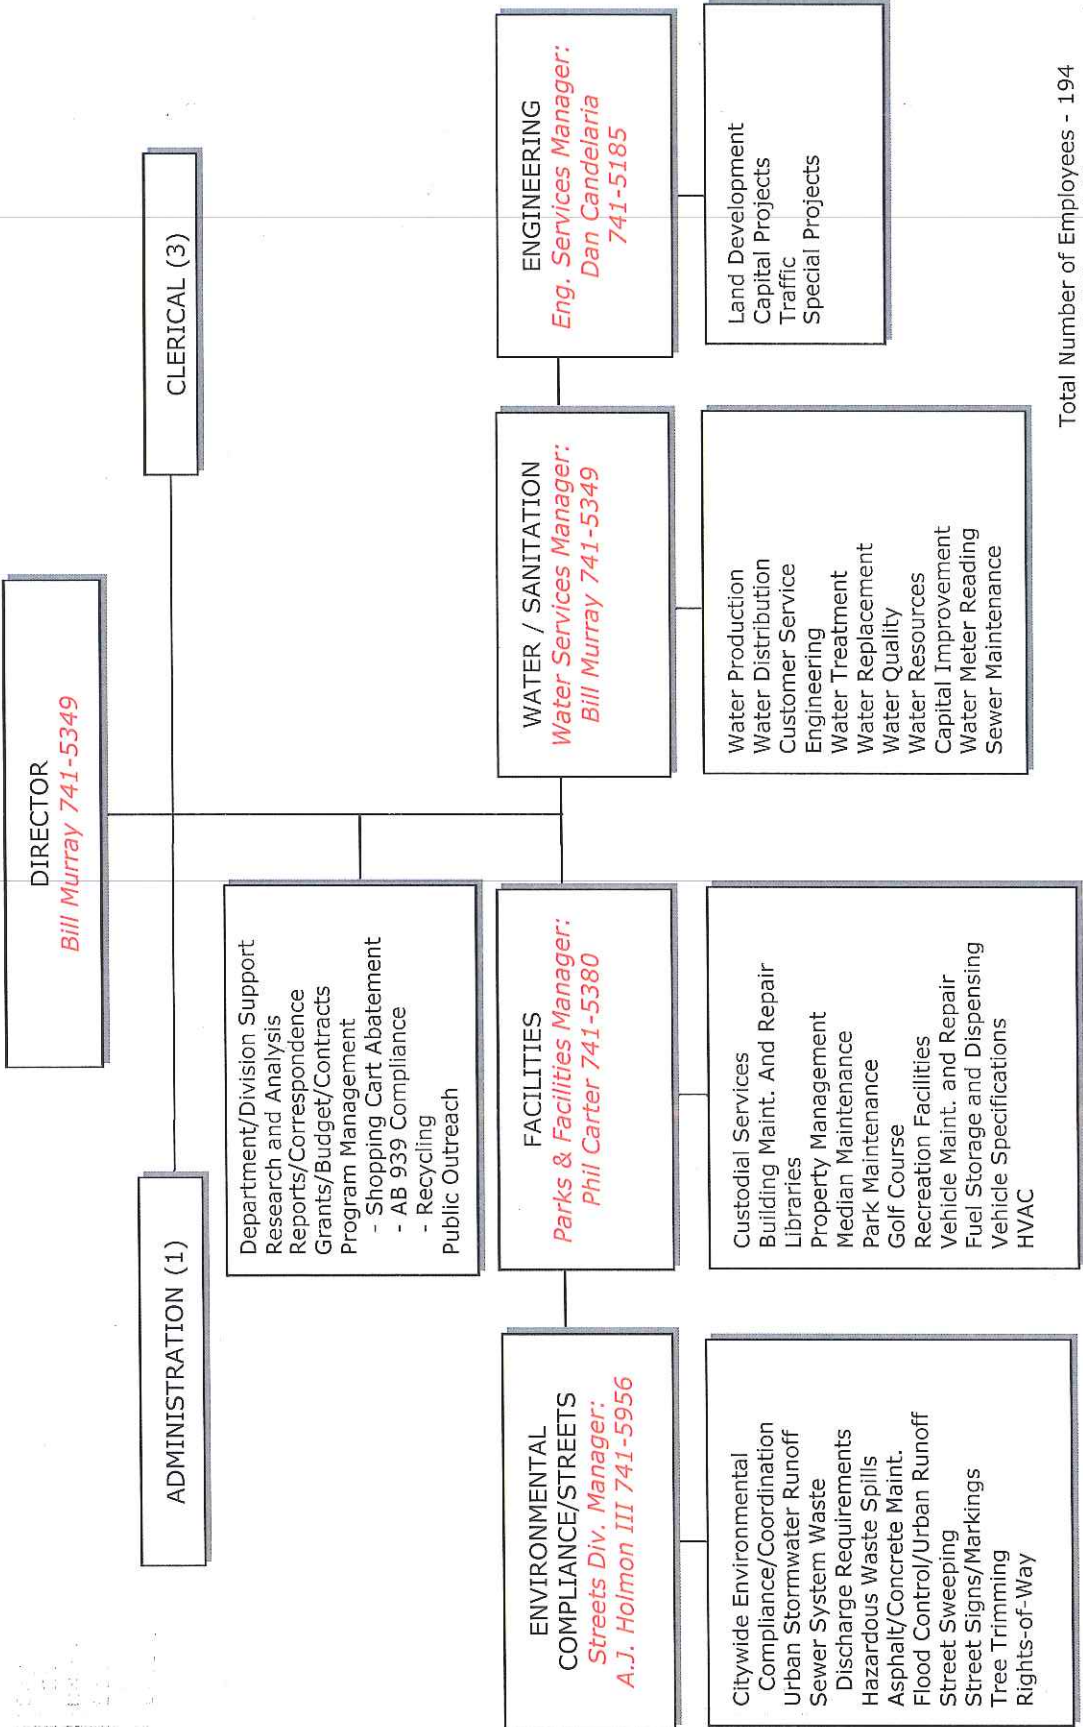 DIRECTOR
Bill Murray 741-5349
ADMINISTRATION (1)
CLERICAL (3)
Department/Division Support
Research and Analysis
Reports/Correspondence
Grants/Budget/Contracts
Program Management
- Shopping Cart Abatement
- AB 939 Compliance
- Recycling
Public Outreach
ENVIRONMENTAL
COMPLIANCE/STREETS
Streets Div. Manager:
A.J. Holmon III 741-5956
FACILITIES
Parks & Facilities Manager:
Phil Carter 741-5380
WATER / SANITATION
Water Services Manager:
Bill Murray 741-5349
ENGINEERING
Eng. Services Manager:
Dan Candelaria
741-5185
Citywide Environmental
Compliance/Coordination
Urban Stormwater Runoff
Sewer System Waste
Discharge Requirements
Hazardous Waste Spills
Asphalt/Concrete Maint.
Flood Control/Urban Runoff
Street Sweeping
Street Signs/Markings
Tree Trimming
Rights-of-Way
Custodial Services
Building Maint. And Repair
Libraries
Property Management
Median Maintenance
Park Maintenance
Golf Course
Recreation Facilities
Vehicle Maint. and Repair
Fuel Storage and Dispensing
Vehicle Specifications
HVAC
Water Production
Water Distribution
Customer Service
Engineering
Water Treatment
Water Replacement
Water Quality
Water Resources
Capital Improvement
Water Meter Reading
Sewer Maintenance
Land Development
Capital Projects
Traffic
Special Projects
Total Number of Employees - 194